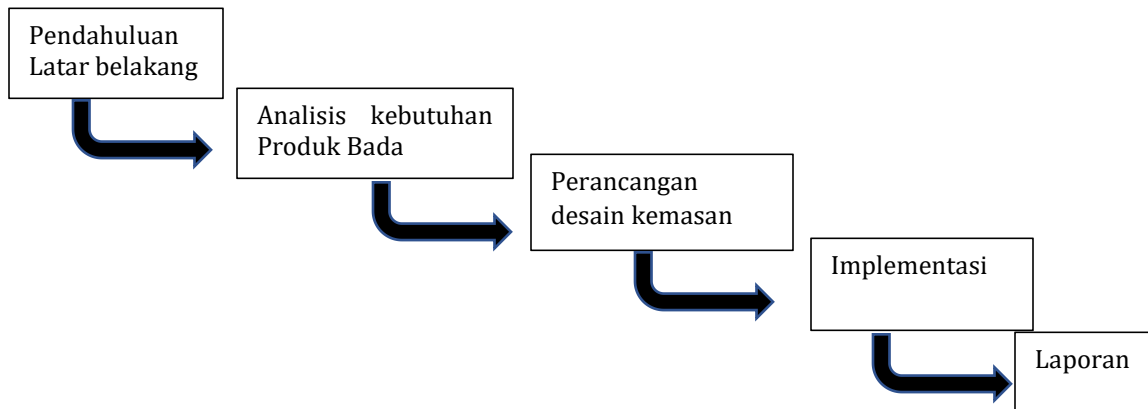 Pendahuluan
Latar belakang
Analisis kebutuhan
Produk Bada
Perancangan
desain kemasan
Implementasi
Laporan